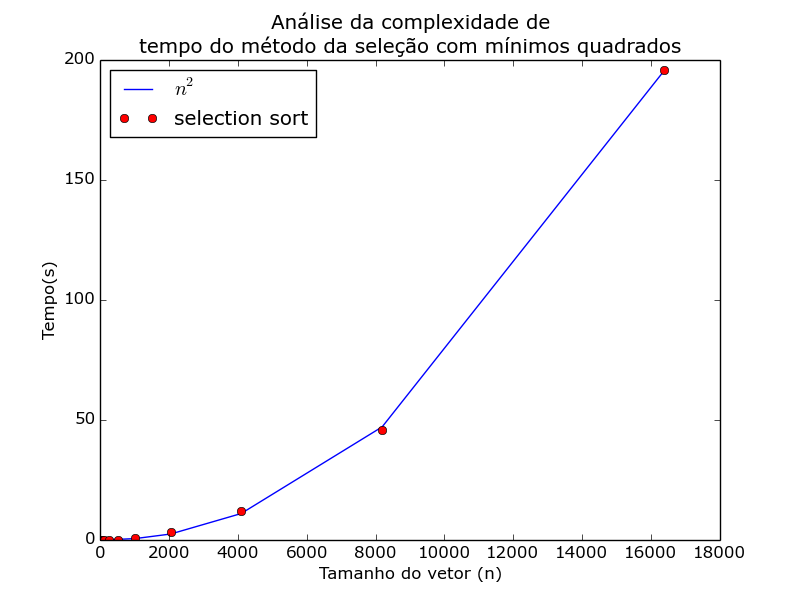 Análise da complexidade de
tempo do método da seleção com mínimos quadrados
200
150
100
50
0
Tempo(s)
n²
selection sort
0 2000 4000 6000 8000 10000 12000 14000 16000 18000
Tamanho do vetor (n)